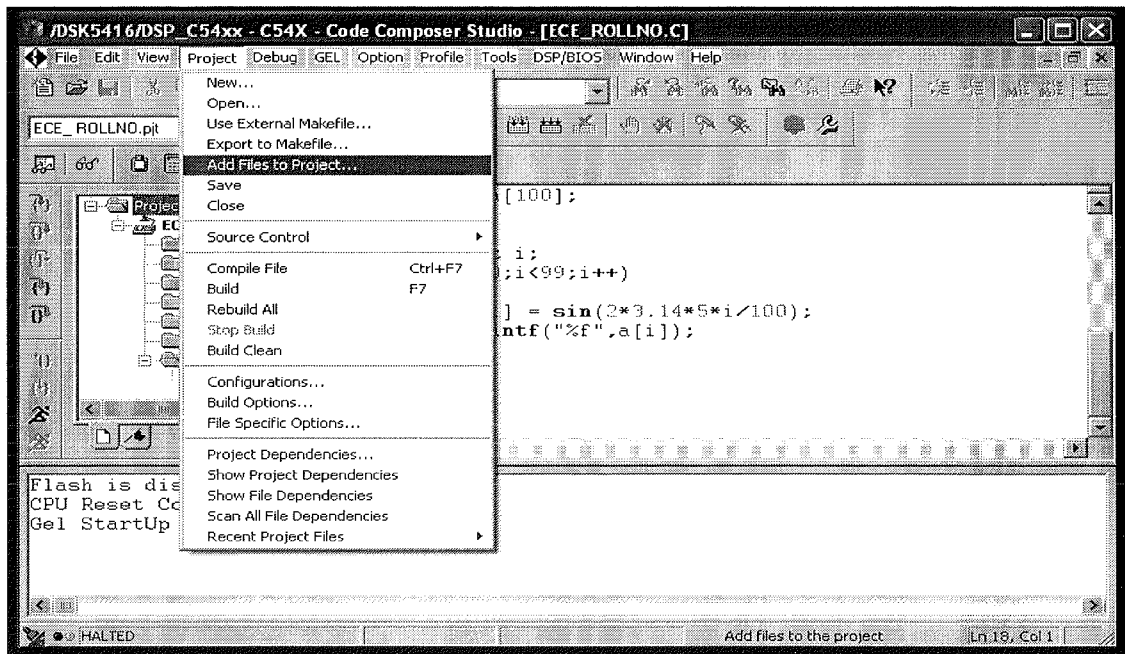 /DSK5416/DSP_C54xx - C54X - Code Composer Studio - [ECE_ROLLNO.C]
File Edit View Project Debug GEL Option Profile Tools DSP/BIOS Window Help
ECE_ROLLNO.pjt
New...
Open...
Use External Makefile...
Export to Makefile...
Add Files to Project...
Save
Close
Source Control
Compile File Ctrl+F7
Build F7
Rebuild All
Stop Build
Build Clean
Configurations...
Build Options...
File Specific Options...
Project Dependencies...
Show Project Dependencies
Show File Dependencies
Scan All File Dependencies
Recent Project Files
Projec
EC
[100];
i;
;i<99;i++)
] = sin(2*3.14*5*i/100);
ntf("%f",a[i]);
Flash is dis
CPU Reset Co
Gel StartUp
HALTED
Add files to the project
Ln 18, Col 1